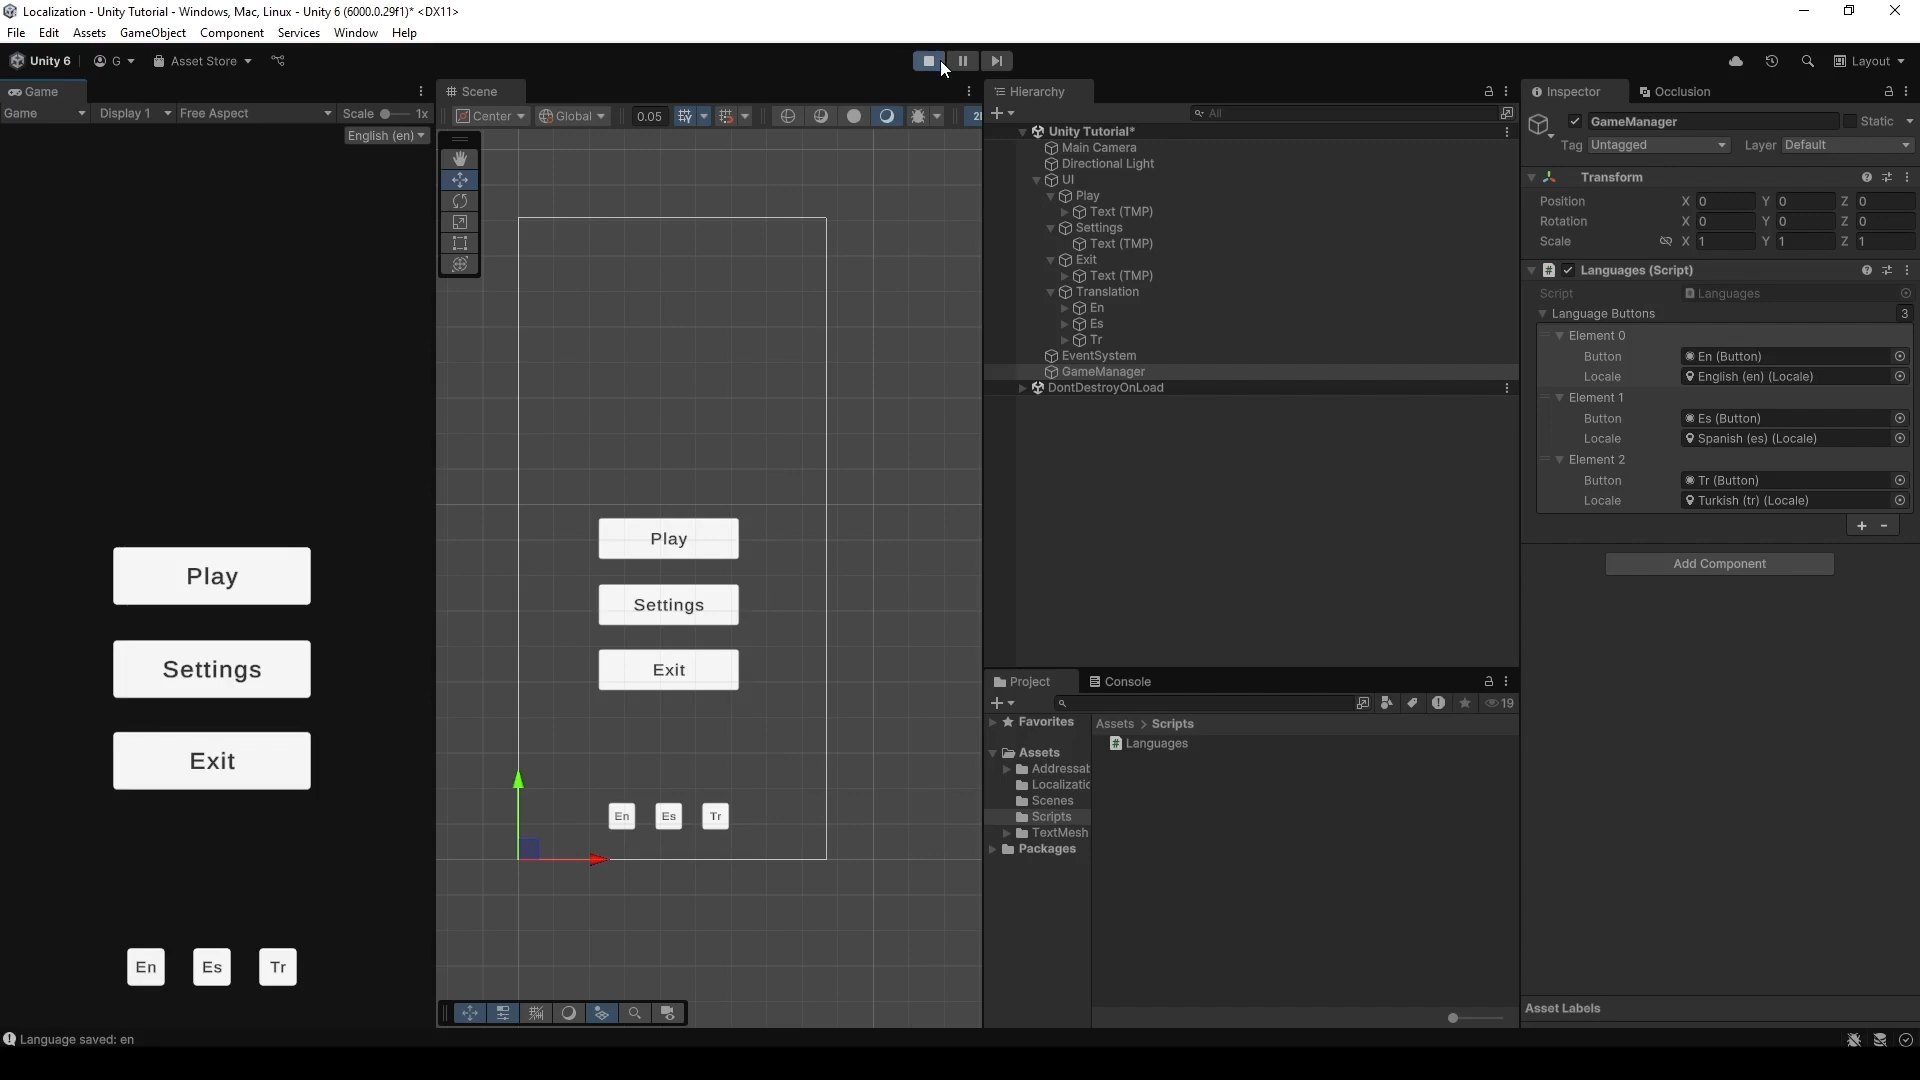 Localization - Unity Tutorial - Windows, Mac, Linux - Unity 6 (6000.0.29f1)* <DX11>
File Edit Assets GameObject Component Services Window Help
Unity 6 G Asset Store Layout
Game
Game Display 1 Free Aspect Scale 1x
English (en)
Play
Settings
Exit
En Es Tr
Scene
Center Global 0.05 2
Play
Settings
Exit
En Es Tr
Hierarchy
All
Unity Tutorial*
Main Camera
Directional Light
UI
Play
Text (TMP)
Settings
Text (TMP)
Exit
Text (TMP)
Translation
En
Es
Tr
EventSystem
GameManager
DontDestroyOnLoad
Project Console
19
Favorites
Assets
Addressab
Localizatio
Scenes
Scripts
TextMesh
Packages
Assets > Scripts
Languages
Inspector Occlusion
GameManager Static
Tag Untagged Layer Default
Transform
Position X 0 Y 0 Z 0
Rotation X 0 Y 0 Z 0
Scale X 1 Y 1 Z 1
# Languages (Script)
Script Languages
Language Buttons 3
Element 0
Button En (Button)
Locale English (en) (Locale)
Element 1
Button Es (Button)
Locale Spanish (es) (Locale)
Element 2
Button Tr (Button)
Locale Turkish (tr) (Locale)
+ -
Add Component
Asset Labels
Language saved: en